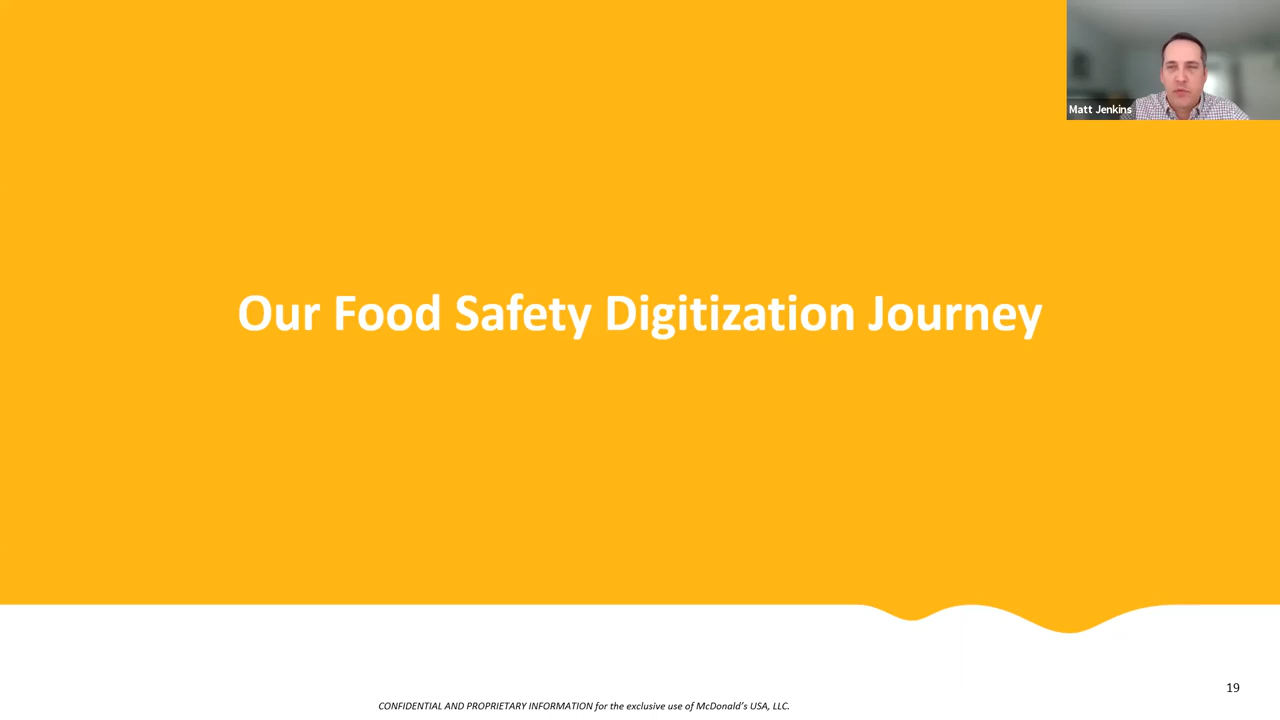 Matt Jenkins
Our Food Safety Digitization Journey
19
CONFIDENTIAL AND PROPRIETARY INFORMATION for the exclusive use of McDonald's USA, LLC.